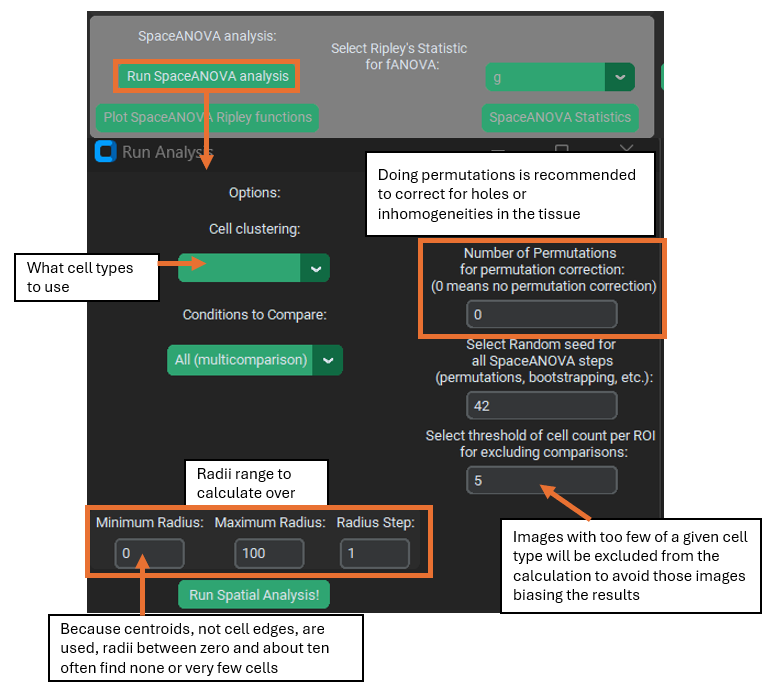 SpaceANOVA analysis:
Run SpaceANOVA analysis
Select Ripley's Statistic
for fANOVA:
g
Plot SpaceANOVA Ripley functions
SpaceANOVA Statistics
Run Analysis
Doing permutations is recommended
to correct for holes or
inhomogeneities in the tissue
Options:
Cell clustering:
What cell types
to use
Number of Permutations
for permutation correction:
(0 means no permutation correction)
0
Conditions to Compare:
All (multicomparison)
Select Random seed for
all SpaceANOVA steps
(permutations, bootstrapping, etc.):
42
Select threshold of cell count per ROI
for excluding comparisons:
5
Radii range to
calculate over
Minimum Radius:
Maximum Radius:
Radius Step:
0
100
1
Images with too few of a given cell
type will be excluded from the
calculation to avoid those images
biasing the results
Run Spatial Analysis!
Because centroids, not cell edges, are
used, radii between zero and about ten
often find none or very few cells